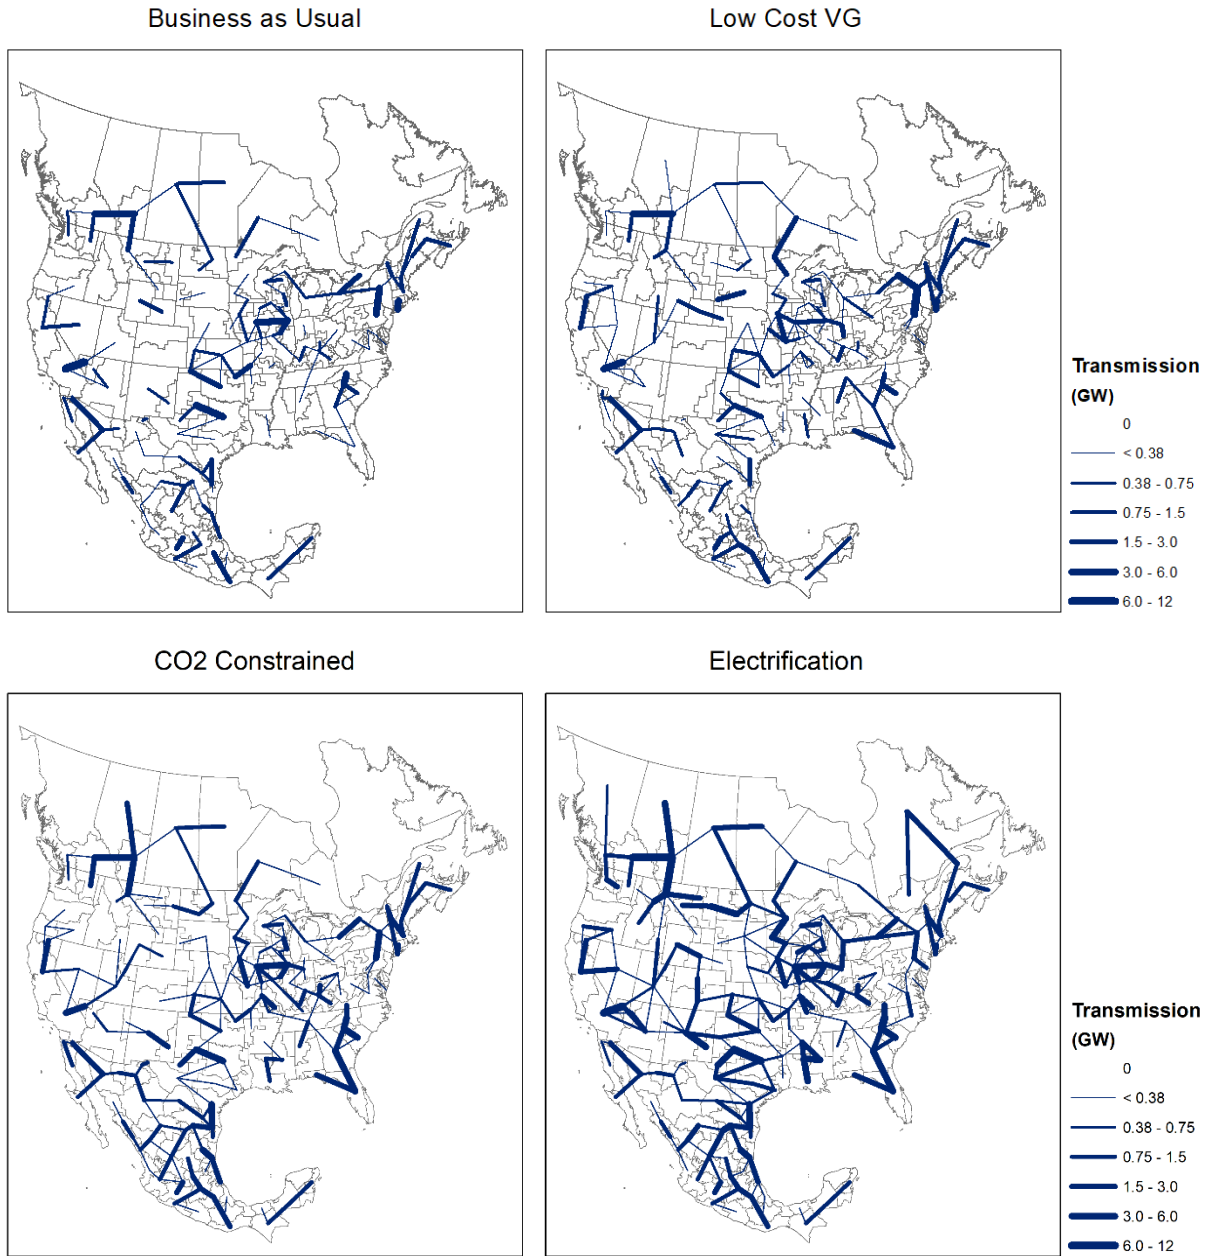 Business as Usual
Low Cost VG
Transmission
(GW)
0
< 0.38
0.38 - 0.75
0.75 - 1.5
1.5 - 3.0
3.0 - 6.0
6.0 - 12
CO2 Constrained
Electrification
Transmission
(GW)
0
< 0.38
0.38 - 0.75
0.75 - 1.5
1.5 - 3.0
3.0 - 6.0
6.0 - 12